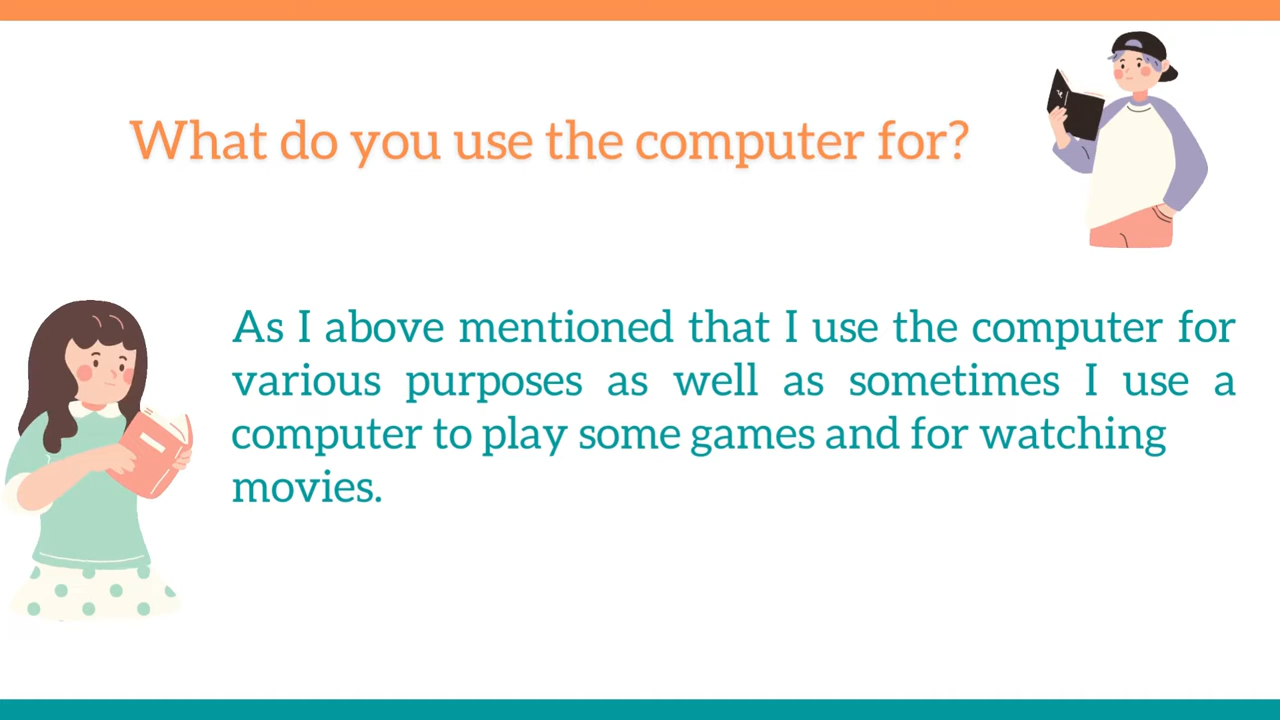 What do you use the computer for?
As I above mentioned that I use the computer for
various purposes as well as sometimes I use a
computer to play some games and for watching
movies.